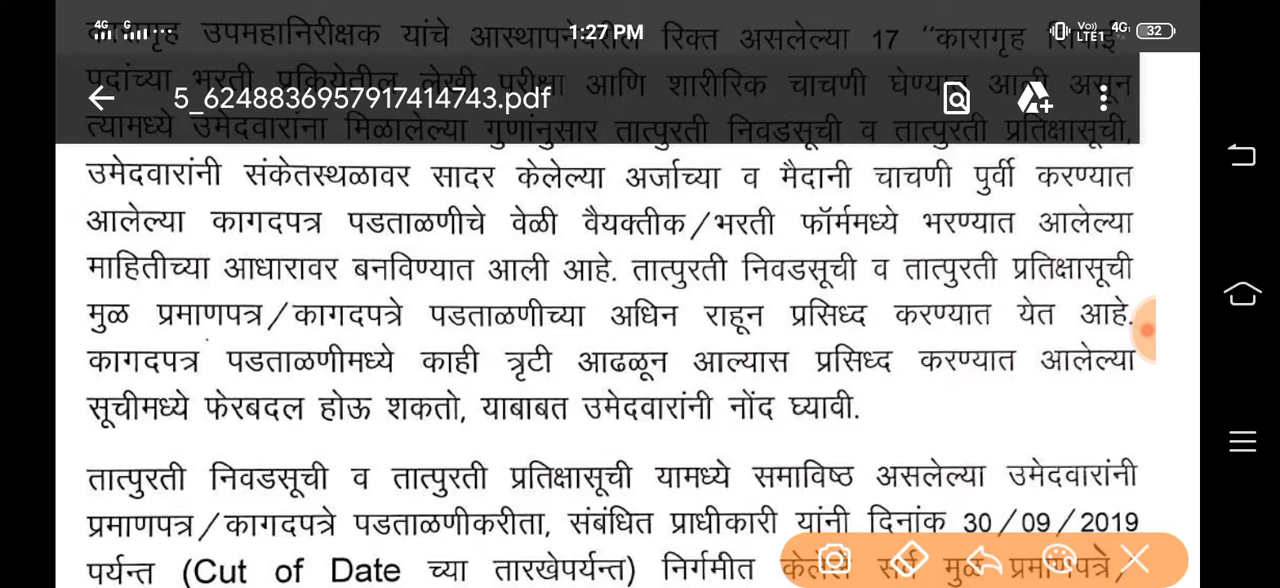 4G G 1:27 PM Vo)) LTE1 4G 32
उपमहानिरीक्षक यांचे आस्थापनेवरील रिक्त असलेल्या 17 "कारागृह
5_6248836957917414743.pdf
पदांच्या भरती प्रक्रियेतील लेखी परीक्षा आणि शारीरिक चाचणी घेण्यात आली असून
त्यामध्ये उमेदवारांना मिळालेल्या गुणांनुसार तात्पुरती निवडसूची व तात्पुरती प्रतिक्षासूची,
उमेदवारांनी संकेतस्थळावर सादर केलेल्या अर्जाच्या व मैदानी चाचणी पुर्वी करण्यात
आलेल्या कागदपत्र पडताळणीचे वेळी वैयक्तीक/भरती फॉर्ममध्ये भरण्यात आलेल्या
माहितीच्या आधारावर बनविण्यात आली आहे. तात्पुरती निवडसूची व तात्पुरती प्रतिक्षासूची
मुळ प्रमाणपत्र/कागदपत्रे पडताळणीच्या अधिन राहून प्रसिध्द करण्यात येत आहे.
कागदपत्र पडताळणीमध्ये काही त्रृटी आढळून आल्यास प्रसिध्द करण्यात आलेल्या
सूचीमध्ये फेरबदल होऊ शकतो, याबाबत उमेदवारांनी नोंद घ्यावी.
तात्पुरती निवडसूची व तात्पुरती प्रतिक्षासूची यामध्ये समाविष्ठ असलेल्या उमेदवारांनी
प्रमाणपत्र/कागदपत्रे पडताळणीकरीता, संबंधित प्राधीकारी यांनी दिनांक 30/09/2019
पर्यन्त (Cut of Date च्या तारखेपर्यन्त) निर्गमीत केलेले सर्व मुळ प्रमाणपत्रे/